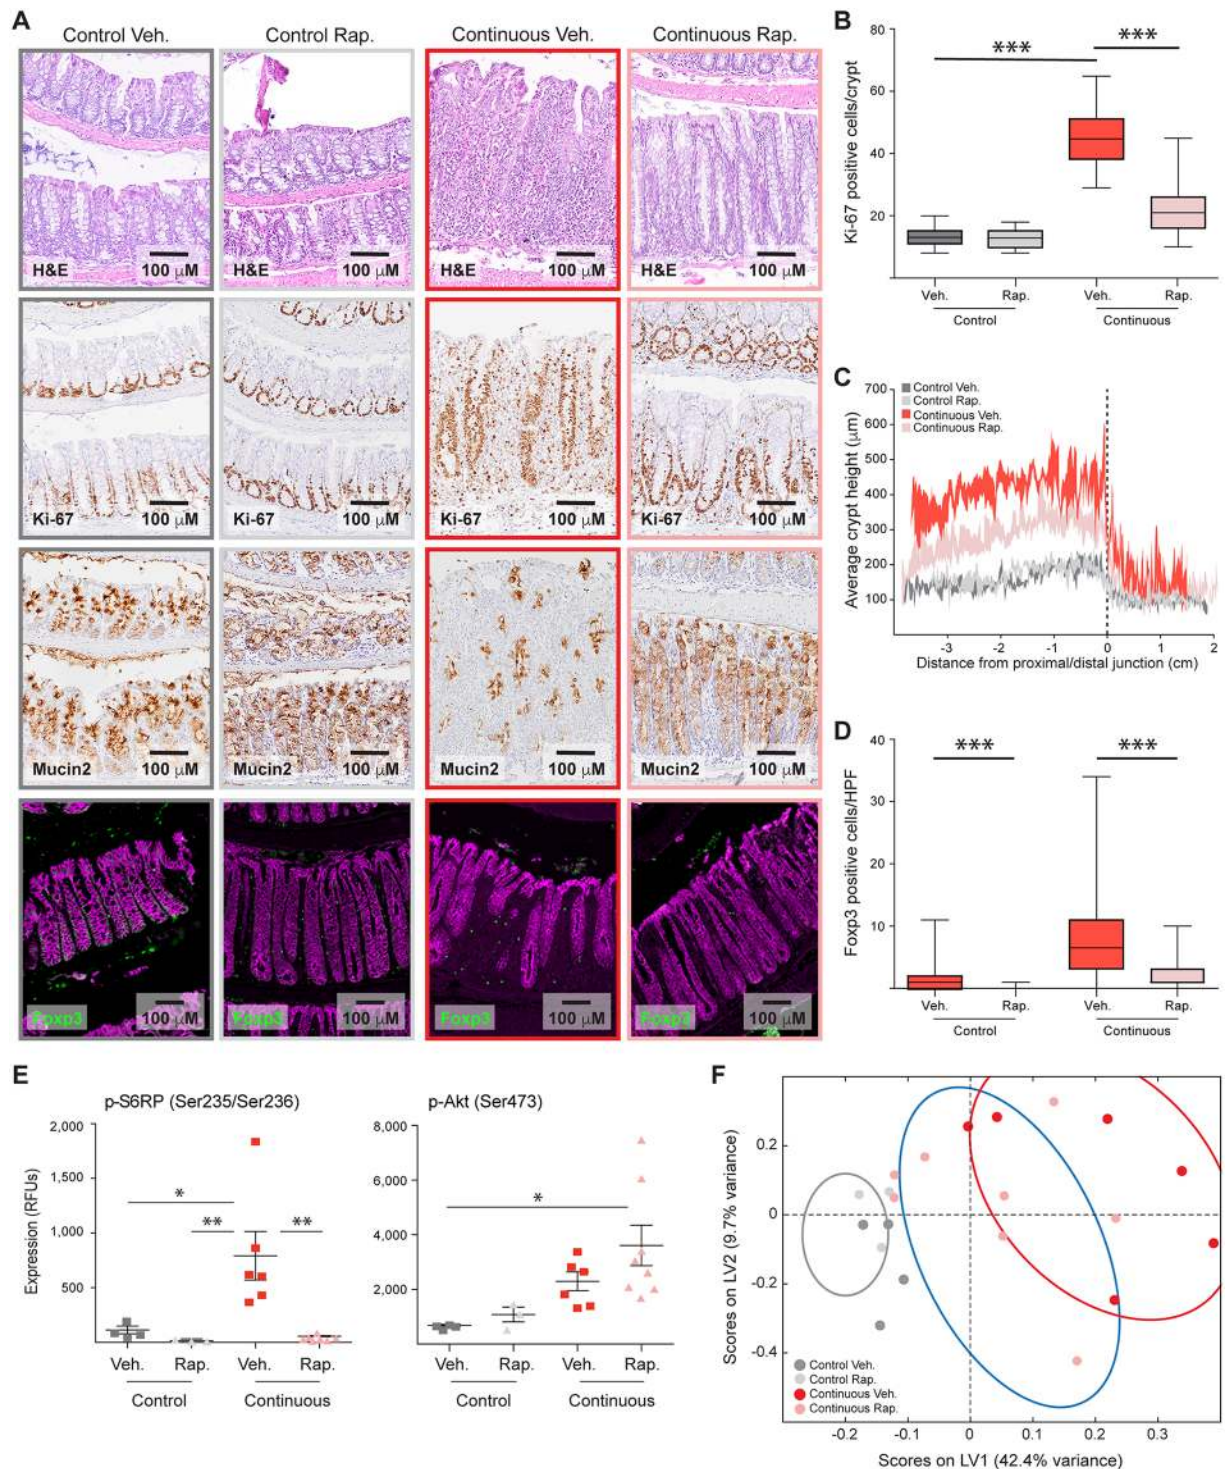 A
Control Veh.
Control Rap.
Continuous Veh.
Continuous Rap.
H&E
100 μM
H&E
100 μM
H&E
100 μM
H&E
100 μM
Ki-67
100 μM
Ki-67
100 μM
Ki-67
100 μM
Ki-67
100 μM
Mucin2
100 μM
Mucin2
100 μM
Mucin2
100 μM
Mucin2
100 μM
Foxp3
100 μM
Foxp3
100 μM
Foxp3
100 μM
Foxp3
100 μM
B
Ki-67 positive cells/crypt
80
60
40
20
***
***
Veh.
Rap.
Veh.
Rap.
Control
Continuous
C
Average crypt height (μm)
700
600
500
400
300
200
100
Control Veh.
Control Rap.
Continuous Veh.
Continuous Rap.
-3
-2
-1
0
1
2
Distance from proximal/distal junction (cm)
D
Foxp3 positive cells/HPF
40
30
20
10
***
***
Veh.
Rap.
Veh.
Rap.
Control
Continuous
E
p-S6RP (Ser235/Ser236)
Expression (RFUs)
2,000
1,500
1,000
500
*
**
**
Veh.
Rap.
Veh.
Rap.
Control
Continuous
p-Akt (Ser473)
8,000
6,000
4,000
2,000
*
Veh.
Rap.
Veh.
Rap.
Control
Continuous
F
Scores on LV2 (9.7% variance)
0.2
0
-0.2
-0.4
Control Veh.
Control Rap.
Continuous Veh.
Continuous Rap.
-0.2
-0.1
0
0.1
0.2
0.3
Scores on LV1 (42.4% variance)